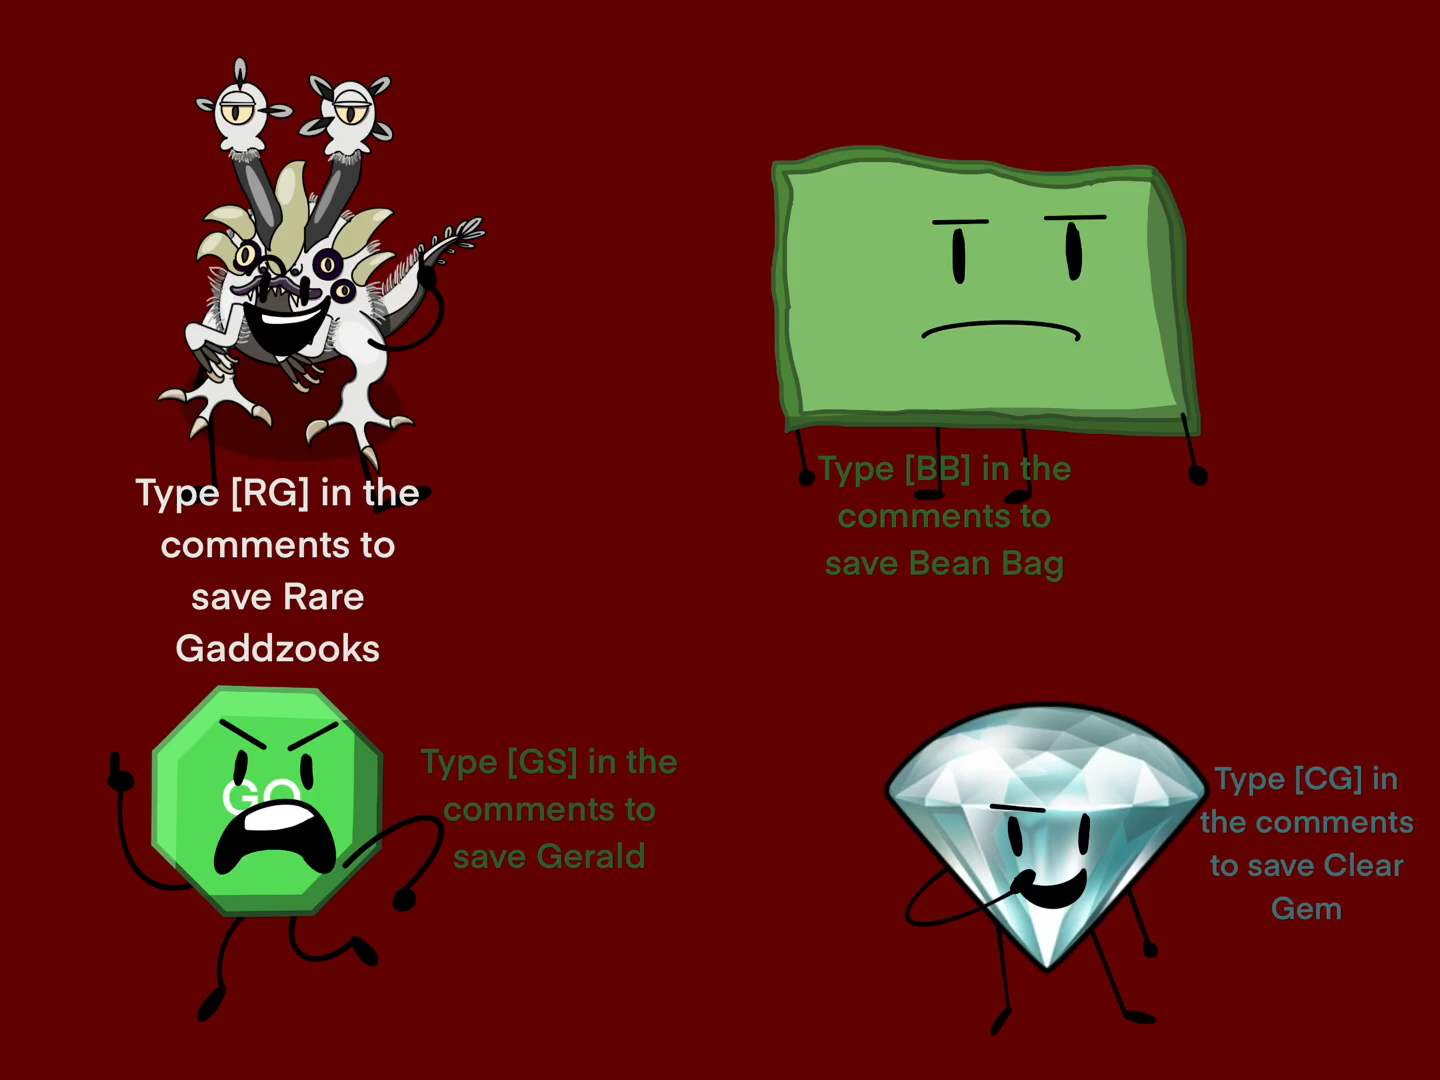 Type [RG] in the
comments to
save Rare
Gaddzooks
Type [BB] in the
comments to
save Bean Bag
GO
Type [GS] in the
comments to
save Gerald
Type [CG] in
the comments
to save Clear
Gem